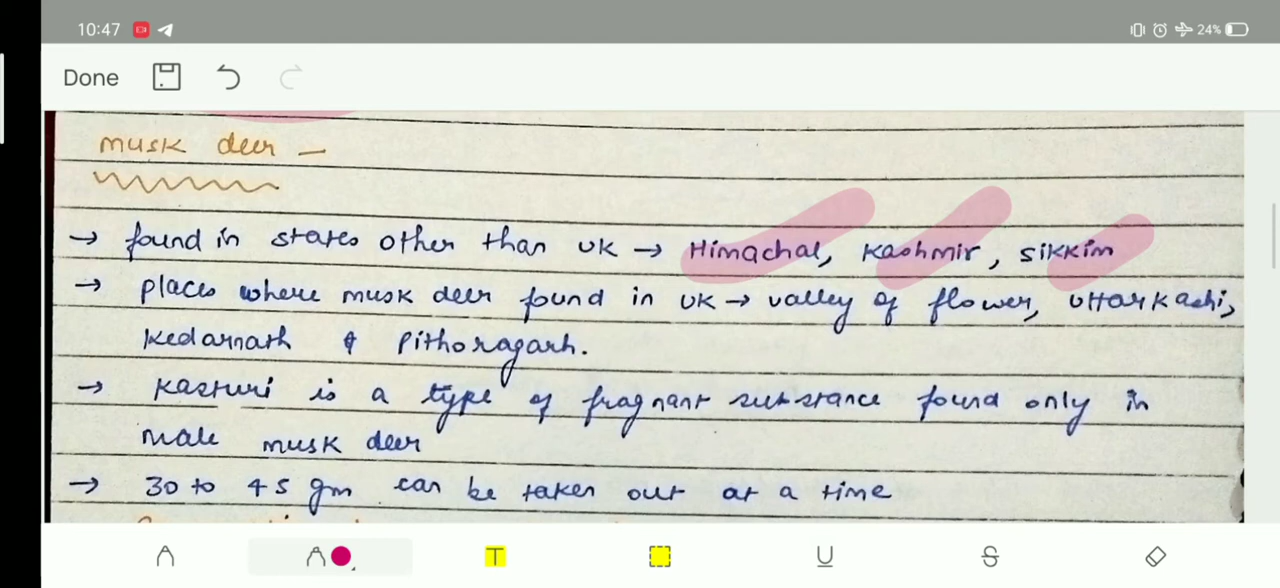 10:47
24%
Done
musk deer —
→ found in states other than UK → Himachal, Kashmir, Sikkim
→ places where musk deer found in UK → valley of flower, Uttarkashi,
Kedarnath & Pithoragarh.
→ Kasturi is a type of fragnant substance found only in
male musk deer
→ 30 to 45 gm can be taken out at a time
T
U
S